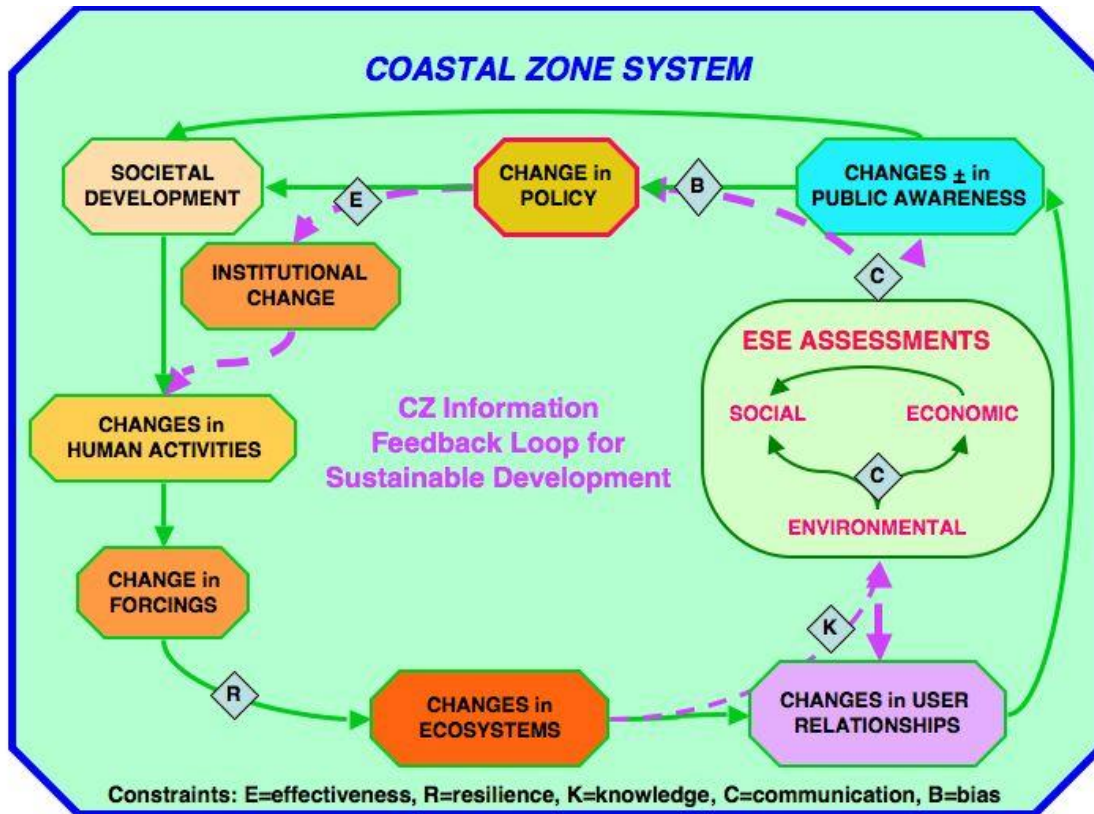 COASTAL ZONE SYSTEM
SOCIETAL
DEVELOPMENT
E
CHANGE in
POLICY
B
CHANGES ± in
PUBLIC AWARENESS
INSTITUTIONAL
CHANGE
C
ESE ASSESSMENTS
SOCIAL
ECONOMIC
C
ENVIRONMENTAL
CHANGES in
HUMAN ACTIVITIES
CZ Information
Feedback Loop for
Sustainable Development
CHANGE in
FORCINGS
K
R
CHANGES in
ECOSYSTEMS
CHANGES in USER
RELATIONSHIPS
Constraints: E=effectiveness, R=resilience, K=knowledge, C=communication, B=bias